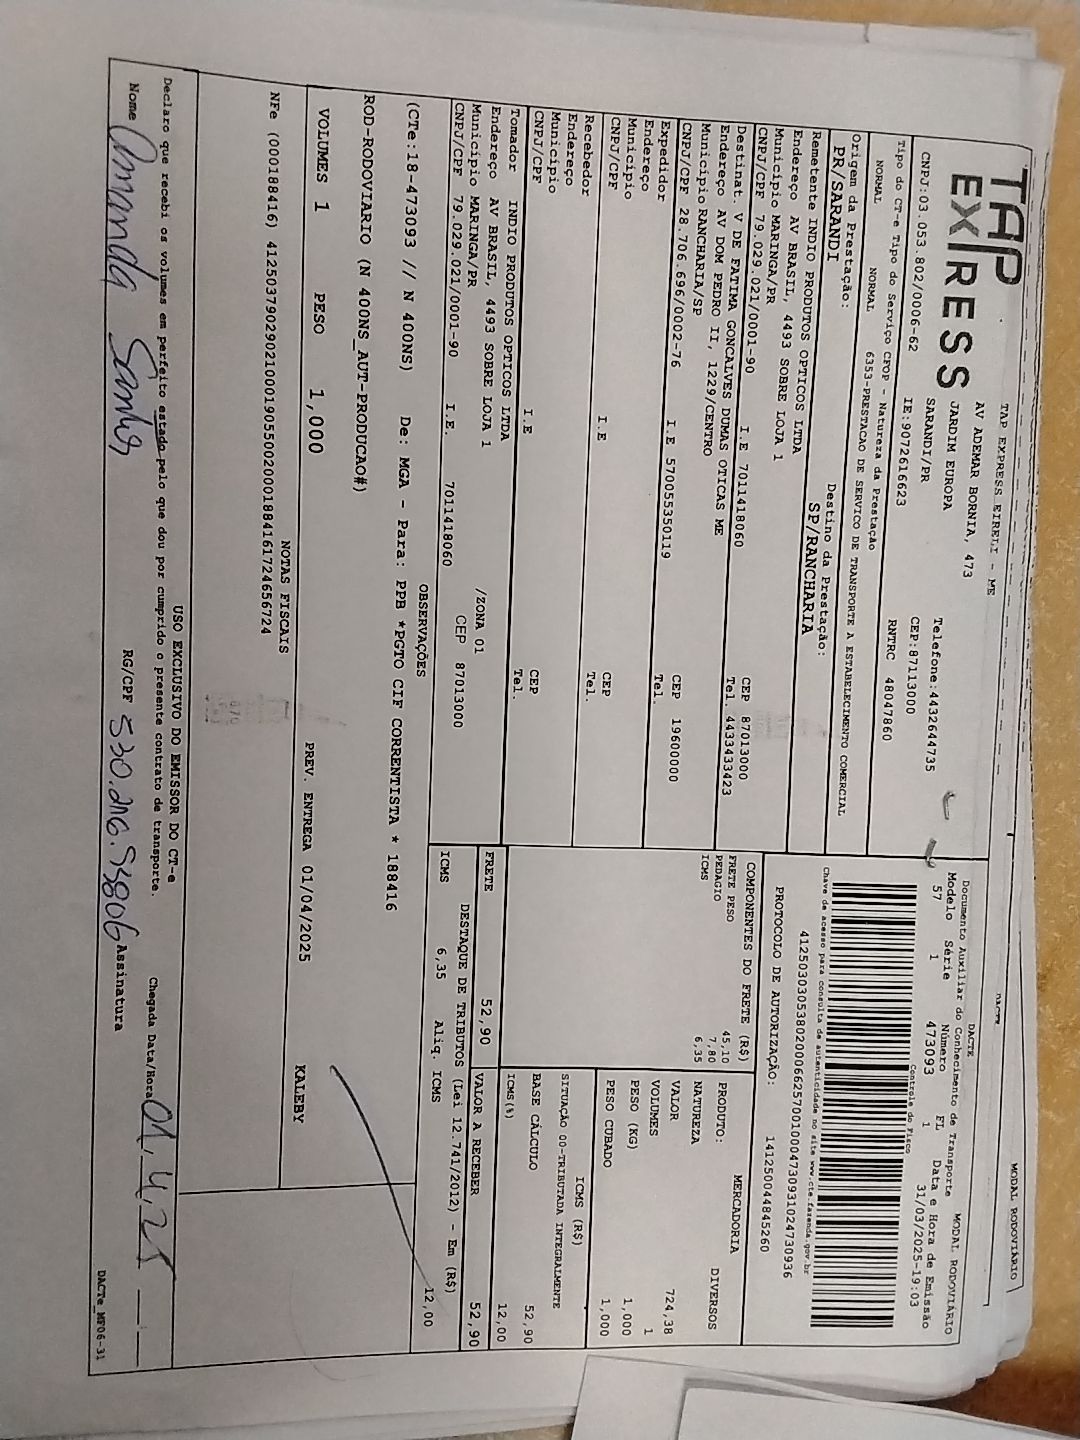 TAP EXPRESS EIRELI - ME
TAP EXPRESS
AV ADEMAR BORNIA, 473
JARDIM EUROPA
SARANDI/PR
Telefone:4432644735
CEP:87113000
CNPJ:03.053.802/0006-62
IE:9072616623
RNTRC 48047860
Tipo do CT-e Tipo do Serviço CFOP - Natureza da Prestação
NORMAL NORMAL 6353-PRESTACAO DE SERVICO DE TRANSPORTE A ESTABELECIMENTO COMERCIAL
Origem da Prestação: Destino da Prestação:
PR/SARANDI SP/RANCHARIA
Remetente INDIO PRODUTOS OPTICOS LTDA
Endereço AV BRASIL, 4493 SOBRE LOJA 1
Município MARINGA/PR CEP 87013000
CNPJ/CPF 79.029.021/0001-90 I.E 7011418060 Tel. 4433433423
Destinat. V DE FATIMA GONCALVES DUMAS OTICAS ME
Endereço AV DOM PEDRO II, 1229/CENTRO
Município RANCHARIA/SP CEP 19600000
CNPJ/CPF 28.706.696/0002-76 I.E 570055350119 Tel.
Expedidor
Endereço
Município CEP
CNPJ/CPF I.E Tel.
Recebedor
Endereço
Município CEP
CNPJ/CPF I.E Tel.
Tomador INDIO PRODUTOS OPTICOS LTDA
Endereço AV BRASIL, 4493 SOBRE LOJA 1 /ZONA 01
Município MARINGA/PR CEP 87013000
CNPJ/CPF 79.029.021/0001-90 I.E. 7011418060
MODAL RODOVIÁRIO
DACTE
DACTE
Documento Auxiliar do Conhecimento de Transporte MODAL RODOVIÁRIO
Modelo Série Número FL Data e Hora de Emissão
57 1 473093 1 31/03/2025-19:03
Controle do Fisco
Chave de acesso para consulta de autenticidade no site www.cte.fazenda.gov.br
41250303053802000662570010004730931024730936
PROTOCOLO DE AUTORIZAÇÃO: 141250044845260
COMPONENTES DO FRETE (R$)
FRETE PESO 45,10
PEDAGIO 7,80
ICMS 6,35
FRETE 52,90
MERCADORIA
PRODUTO: DIVERSOS
NATUREZA
VALOR 724,38
VOLUMES 1
PESO (KG) 1,000
PESO CUBADO 1,000
ICMS (R$)
SITUAÇÃO 00-TRIBUTADA INTEGRALMENTE
BASE CÁLCULO 52,90
ICMS(%) 12,00
VALOR A RECEBER 52,90
DESTAQUE DE TRIBUTOS (Lei 12.741/2012) - Em (R$)
ICMS 6,35 Aliq. ICMS 12,00
OBSERVAÇÕES
(CTe:18-473093 // N 400NS) De: MGA - Para: PPB *PGTO CIF CORRENTISTA * 188416
ROD-RODOVIARIO (N 400NS_AUT-PRODUCAO#)
VOLUMES 1 PESO 1,000 PREV. ENTREGA 01/04/2025 KALEBY
NOTAS FISCAIS
NFe (000188416) 41250379029021000190550020001884161724656724
USO EXCLUSIVO DO EMISSOR DO CT-e
Declaro que recebi os volumes em perfeito estado pelo que dou por cumprido o presente contrato de transporte. Chegada Data/Hora 01,4,25
Nome Amanda Santos RG/CPF Assinatura
DACTe_MF06-31